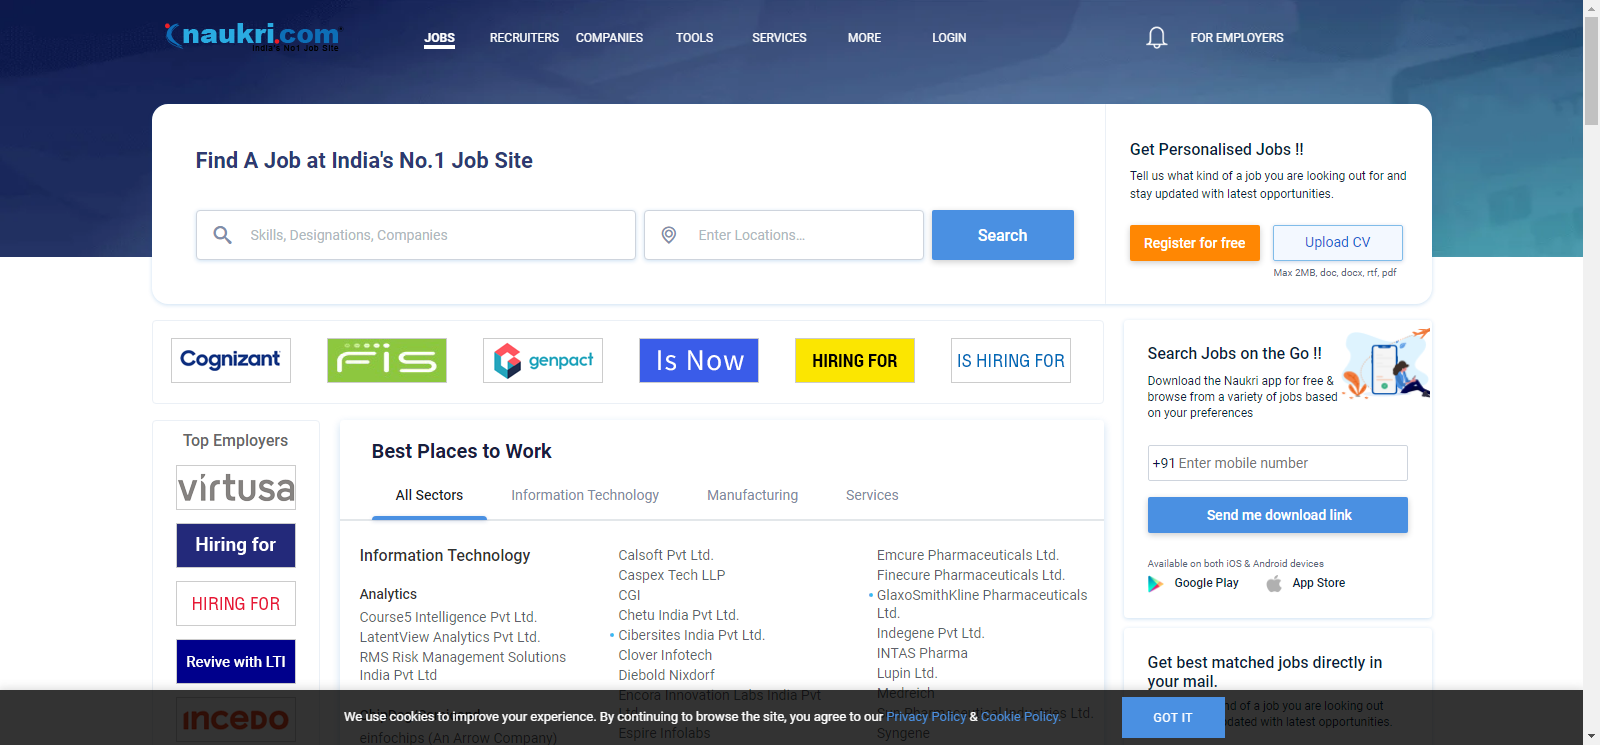 naukri.com
India's No1 Job Site
JOBS
RECRUITERS
COMPANIES
TOOLS
SERVICES
MORE
LOGIN
FOR EMPLOYERS
Find A Job at India's No.1 Job Site
Skills, Designations, Companies
Enter Locations...
Search
Get Personalised Jobs !!
Tell us what kind of a job you are looking out for and
stay updated with latest opportunities.
Register for free
Upload CV
Max 2MB, doc, docx, rtf, pdf
Cognizant
FIS
genpact
Is Now
HIRING FOR
IS HIRING FOR
Search Jobs on the Go !!
Download the Naukri app for free &
browse from a variety of jobs based
on your preferences
+91 Enter mobile number
Send me download link
Available on both iOS & Android devices
Google Play
App Store
Top Employers
virtusa
Hiring for
HIRING FOR
Revive with LTI
INCEDO
Best Places to Work
All Sectors
Information Technology
Manufacturing
Services
Information Technology
Analytics
Course5 Intelligence Pvt Ltd.
LatentView Analytics Pvt Ltd.
RMS Risk Management Solutions
India Pvt Ltd
einfochips (An Arrow Company)
Calsoft Pvt Ltd.
Caspex Tech LLP
CGI
Chetu India Pvt Ltd.
Cibersites India Pvt Ltd.
Clover Infotech
Diebold Nixdorf
Encora Innovation Labs India Pvt
Ltd.
Espire Infolabs
Emcure Pharmaceuticals Ltd.
Finecure Pharmaceuticals Ltd.
GlaxoSmithKline Pharmaceuticals
Ltd.
Indegene Pvt Ltd.
INTAS Pharma
Lupin Ltd.
Medreich
Sun Pharmaceutical Industries Ltd.
Syngene
Get best matched jobs directly in
your mail.
kind of a job you are looking out
updated with latest opportunities.
We use cookies to improve your experience. By continuing to browse the site, you agree to our Privacy Policy & Cookie Policy.
GOT IT